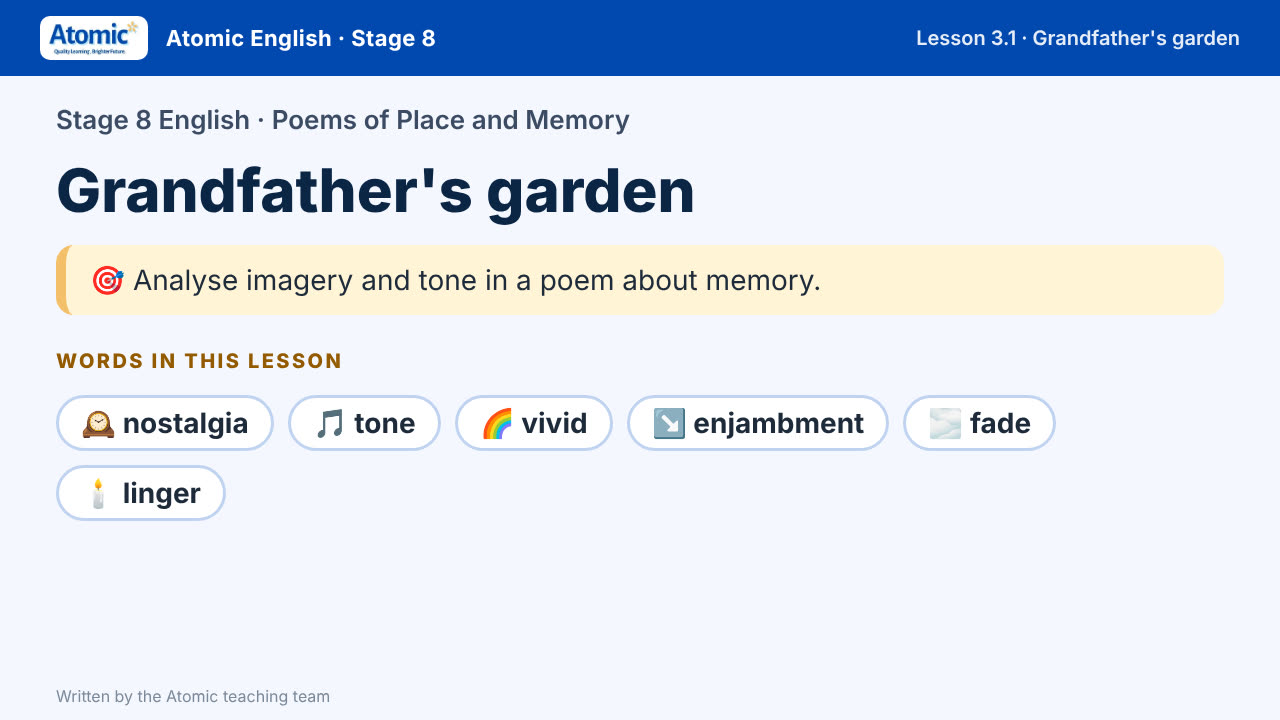 Atomic
Quality Learning. Brighter Future.
Atomic English · Stage 8
Lesson 3.1 · Grandfather's garden
Stage 8 English · Poems of Place and Memory
Grandfather's garden
Analyse imagery and tone in a poem about memory.
WORDS IN THIS LESSON
nostalgia
tone
vivid
enjambment
fade
linger
Written by the Atomic teaching team